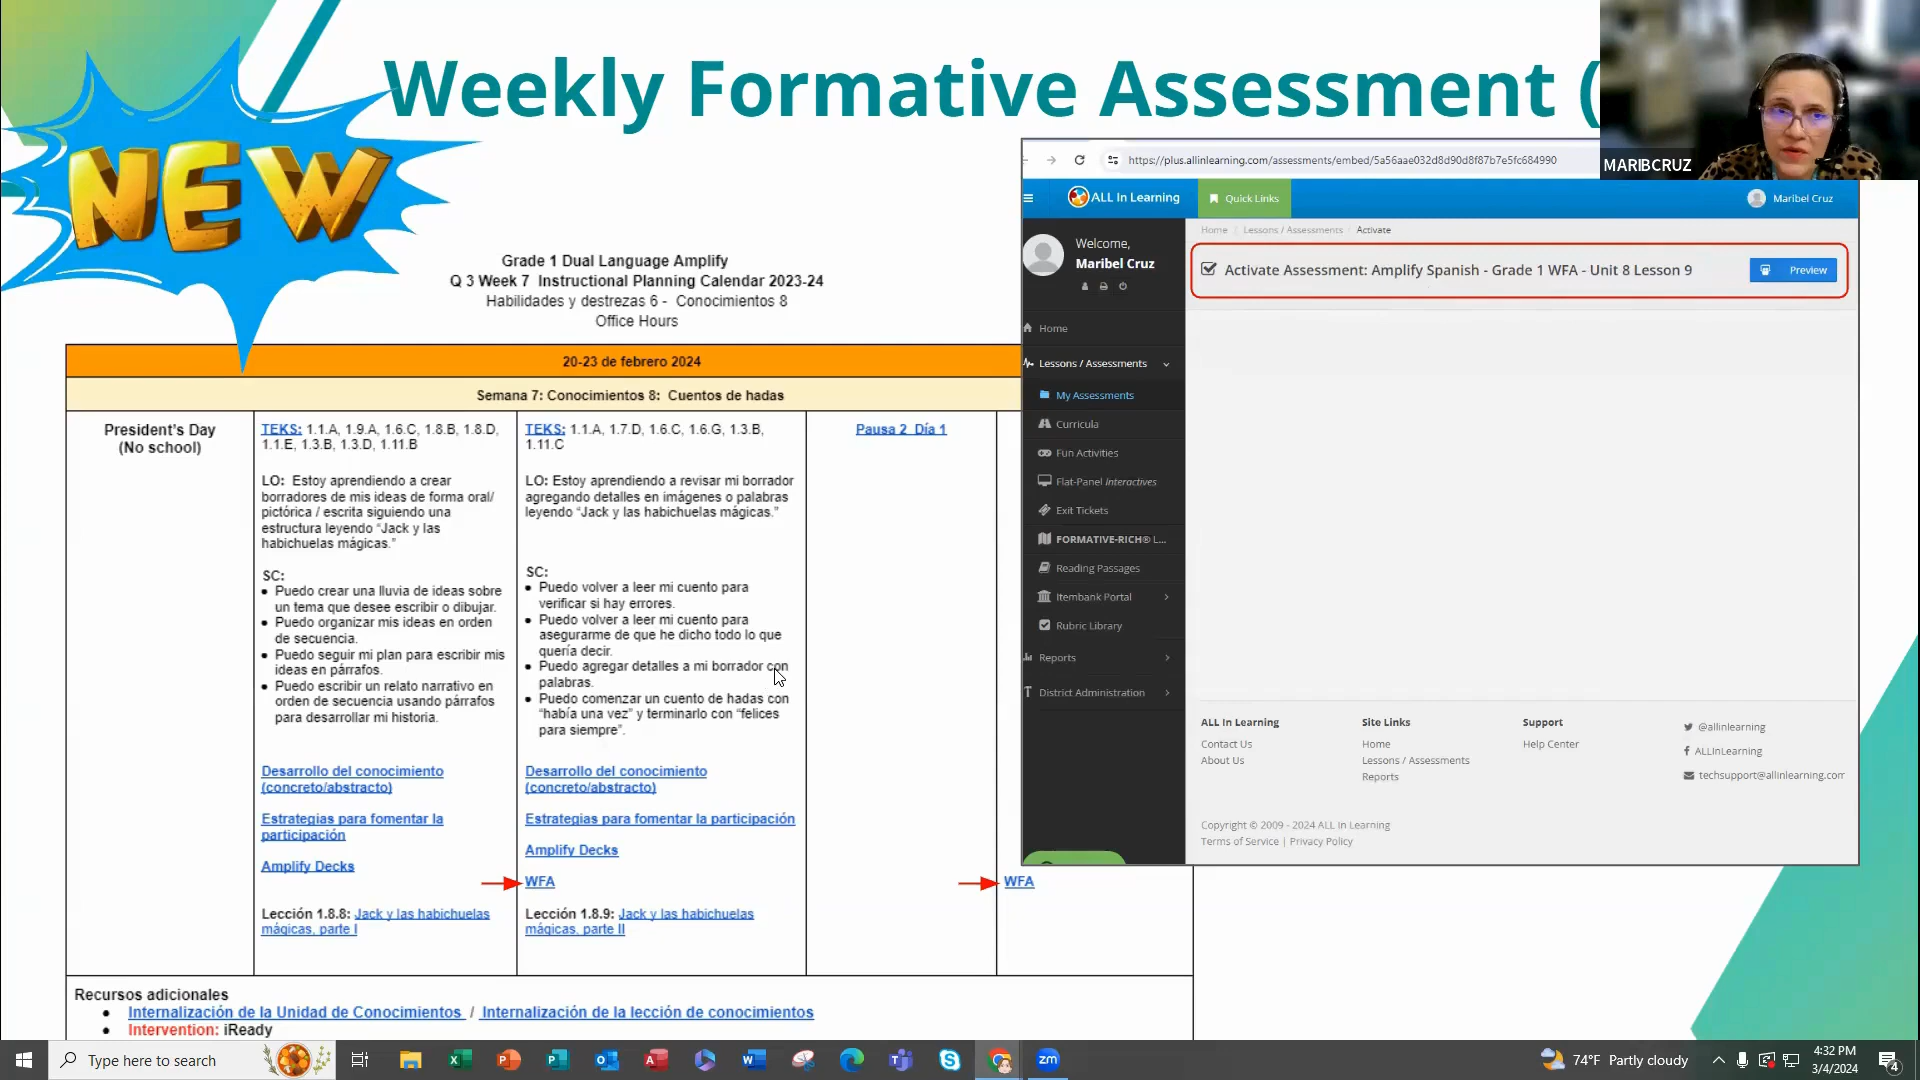 Weekly Formative Assessment (
NEW
MARIBCRUZ
Grade 1 Dual Language Amplify
Q 3 Week 7 Instructional Planning Calendar 2023-24
Habilidades y destrezas 6 - Conocimientos 8
Office Hours
20-23 de febrero 2024
Semana 7: Conocimientos 8: Cuentos de hadas
President's Day
(No school)
TEKS: 1.1.A, 1.9.A, 1.6.C, 1.8.B, 1.8.D,
1.1.E, 1.3.B, 1.3.D, 1.11.B
LO: Estoy aprendiendo a crear
borradores de mis ideas de forma oral/
pictórica / escrita siguiendo una
estructura leyendo “Jack y las
habichuelas mágicas.”
SC:
• Puedo crear una lluvia de ideas sobre
un tema que desee escribir o dibujar.
• Puedo organizar mis ideas en orden
de secuencia.
• Puedo seguir mi plan para escribir mis
ideas en párrafos.
• Puedo escribir un relato narrativo en
orden de secuencia usando párrafos
para desarrollar mi historia.
Desarrollo del conocimiento
(concreto/abstracto)
Estrategias para fomentar la
participación
Amplify Decks
Lección 1.8.8: Jack y las habichuelas
mágicas, parte I
TEKS: 1.1.A, 1.7.D, 1.6.C, 1.6.G, 1.3.B,
1.11.C
LO: Estoy aprendiendo a revisar mi borrador
agregando detalles en imágenes o palabras
leyendo “Jack y las habichuelas mágicas.”
SC:
• Puedo volver a leer mi cuento para
verificar si hay errores.
• Puedo volver a leer mi cuento para
asegurarme de que he dicho todo lo que
quería decir.
• Puedo agregar detalles a mi borrador con
palabras.
• Puedo comenzar un cuento de hadas con
“había una vez” y terminarlo con “felices
para siempre”.
Desarrollo del conocimiento
(concreto/abstracto)
Estrategias para fomentar la participación
Amplify Decks
WFA
Lección 1.8.9: Jack y las habichuelas
mágicas, parte II
Pausa 2 Día 1
WFA
Recursos adicionales
• Internalización de la Unidad de Conocimientos / Internalización de la lección de conocimientos
• Intervention: iReady
https://plus.allinlearning.com/assessments/embed/5a56aae032d8d90d8f87b7e5fc684990
ALL In Learning
Quick Links
Maribel Cruz
Welcome,
Maribel Cruz
Home
Lessons / Assessments
My Assessments
Curricula
Fun Activities
Flat-Panel Interactives
Exit Tickets
FORMATIVE-RICH® L...
Reading Passages
Itembank Portal
Rubric Library
Reports
District Administration
Home / Lessons / Assessments / Activate
Activate Assessment: Amplify Spanish - Grade 1 WFA - Unit 8 Lesson 9
Preview
ALL In Learning
Contact Us
About Us
Site Links
Home
Lessons / Assessments
Reports
Support
Help Center
@allinlearning
ALLInLearning
techsupport@allinlearning.com
Copyright © 2009 - 2024 ALL In Learning
Terms of Service | Privacy Policy
Type here to search
zm
74°F Partly cloudy
4:32 PM
3/4/2024
4